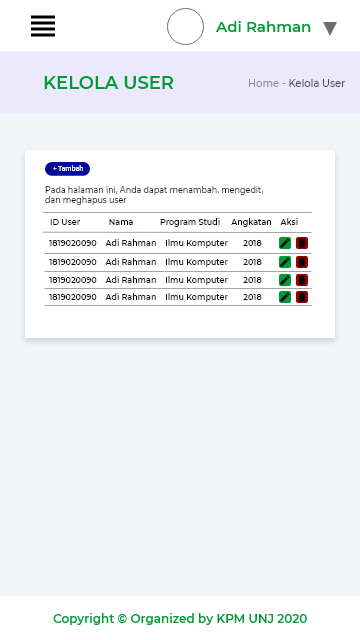 Adi Rahman
KELOLA USER
Home - Kelola User
+ Tambah
Pada halaman ini, Anda dapat menambah, mengedit,
dan meghapus user
ID User Nama Program Studi Angkatan Aksi
1819020090 Adi Rahman Ilmu Komputer 2018
1819020090 Adi Rahman Ilmu Komputer 2018
1819020090 Adi Rahman Ilmu Komputer 2018
1819020090 Adi Rahman Ilmu Komputer 2018
Copyright © Organized by KPM UNJ 2020